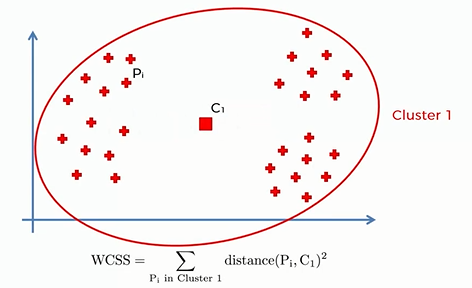 Pᵢ
C₁
Cluster 1
WCSS = ∑ distance(Pᵢ, C₁)²
Pᵢ in Cluster 1